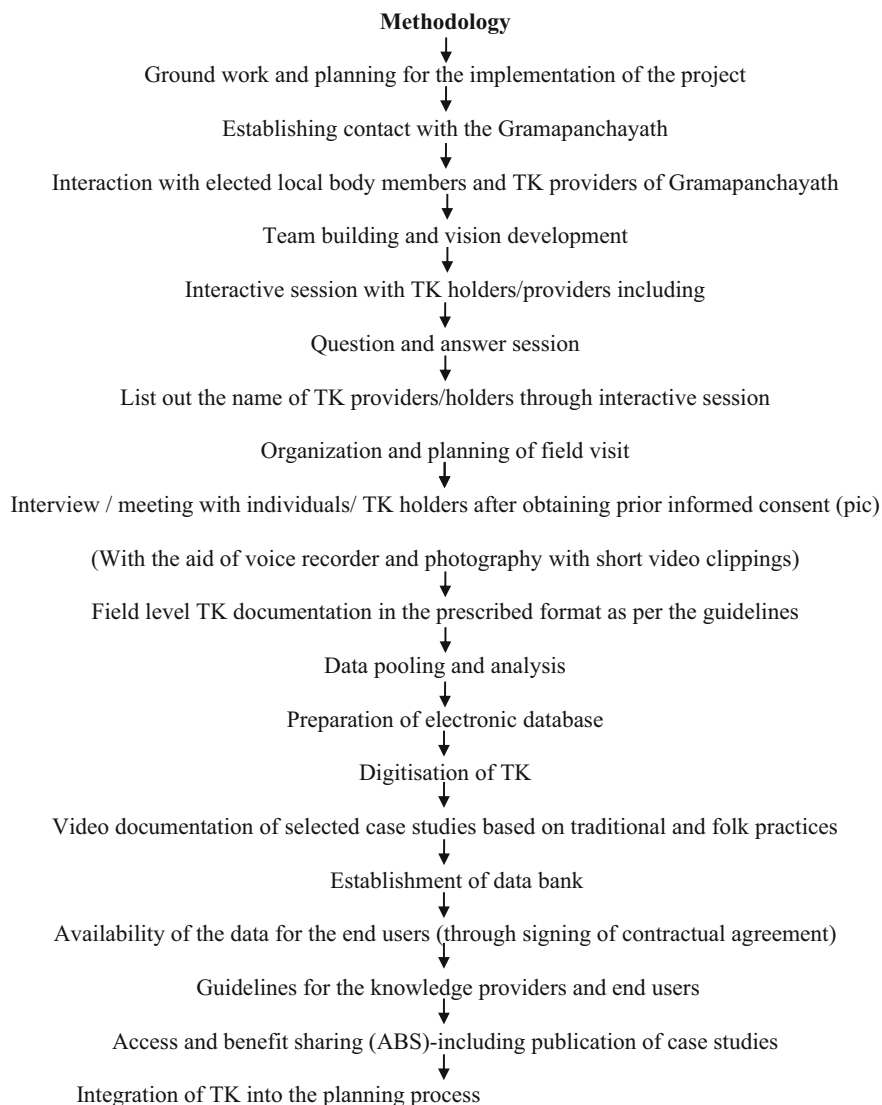 Methodology
Ground work and planning for the implementation of the project
Establishing contact with the Gramapanchayath
Interaction with elected local body members and TK providers of Gramapanchayath
Team building and vision development
Interactive session with TK holders/providers including
Question and answer session
List out the name of TK providers/holders through interactive session
Organization and planning of field visit
Interview / meeting with individuals/ TK holders after obtaining prior informed consent (pic)
(With the aid of voice recorder and photography with short video clippings)
Field level TK documentation in the prescribed format as per the guidelines
Data pooling and analysis
Preparation of electronic database
Digitisation of TK
Video documentation of selected case studies based on traditional and folk practices
Establishment of data bank
Availability of the data for the end users (through signing of contractual agreement)
Guidelines for the knowledge providers and end users
Access and benefit sharing (ABS)-including publication of case studies
Integration of TK into the planning process